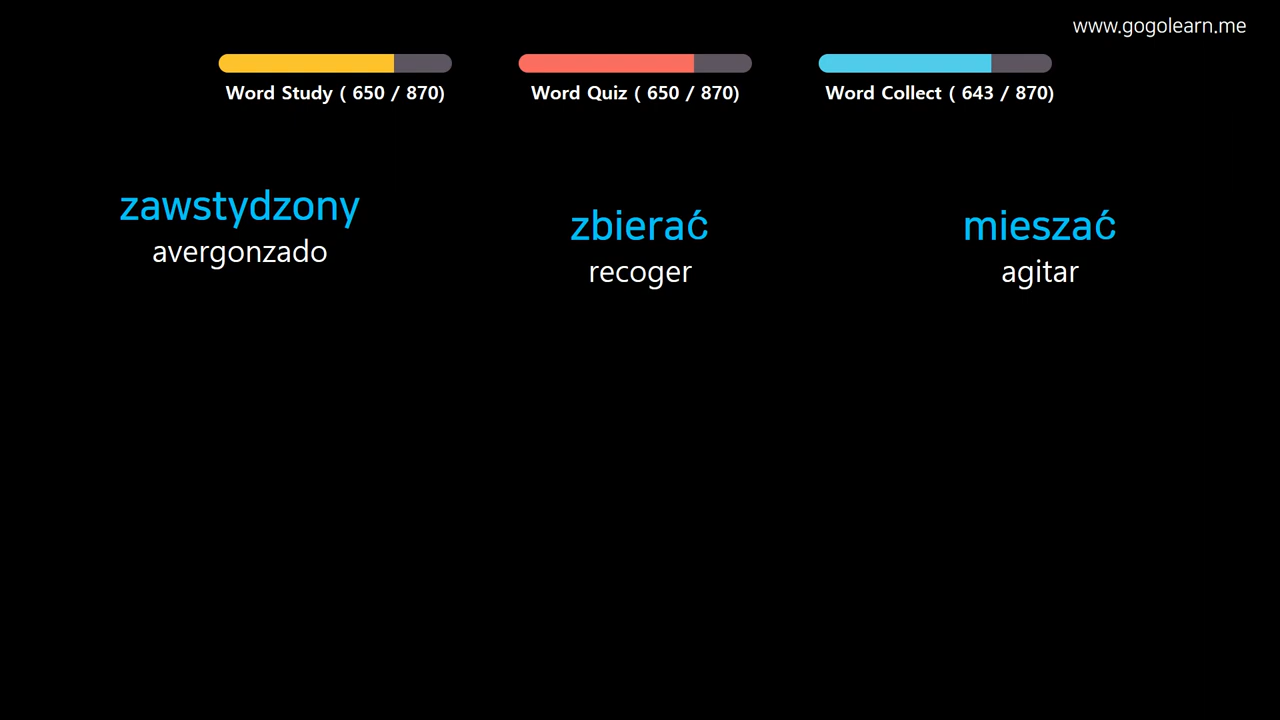 www.gogolearn.me
Word Study ( 650 / 870)
Word Quiz ( 650 / 870)
Word Collect ( 643 / 870)
zawstydzony
avergonzado
zbierać
recoger
mieszać
agitar